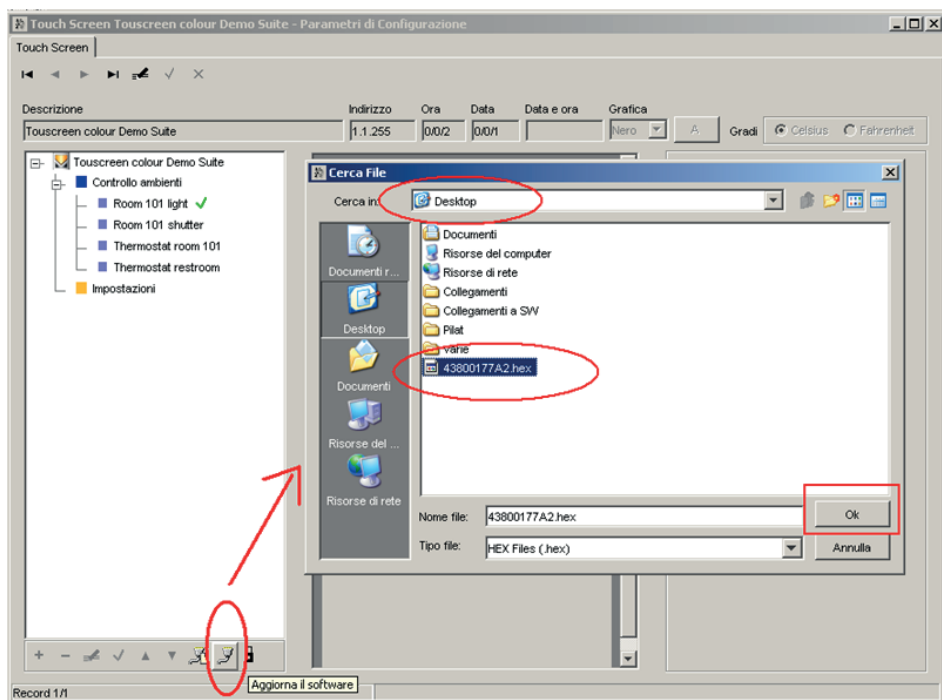 Touch Screen Touscreen colour Demo Suite - Parametri di Configurazione
Touch Screen
Descrizione Indirizzo Ora Data Data e ora Grafica
Touscreen colour Demo Suite 1.1.255 0/0/2 0/0/1 Nero A Gradi Celsius Fehrenheit
Touscreen colour Demo Suite
Controllo ambienti
Room 101 light
Room 101 shutter
Thermostat room 101
Thermostat restroom
Impostazioni
Cerca File
Cerca in: Desktop
Documenti r...
Desktop
Documenti
Risorse del ...
Risorse di rete
Documenti
Risorse del computer
Risorse di rete
Collegamenti
Collegamenti a SW
Pilat
varie
43800177A2.hex
Nome file: 43800177A2.hex Ok
Tipo file: HEX Files (.hex) Annulla
Aggiorna il software
Record 1/1